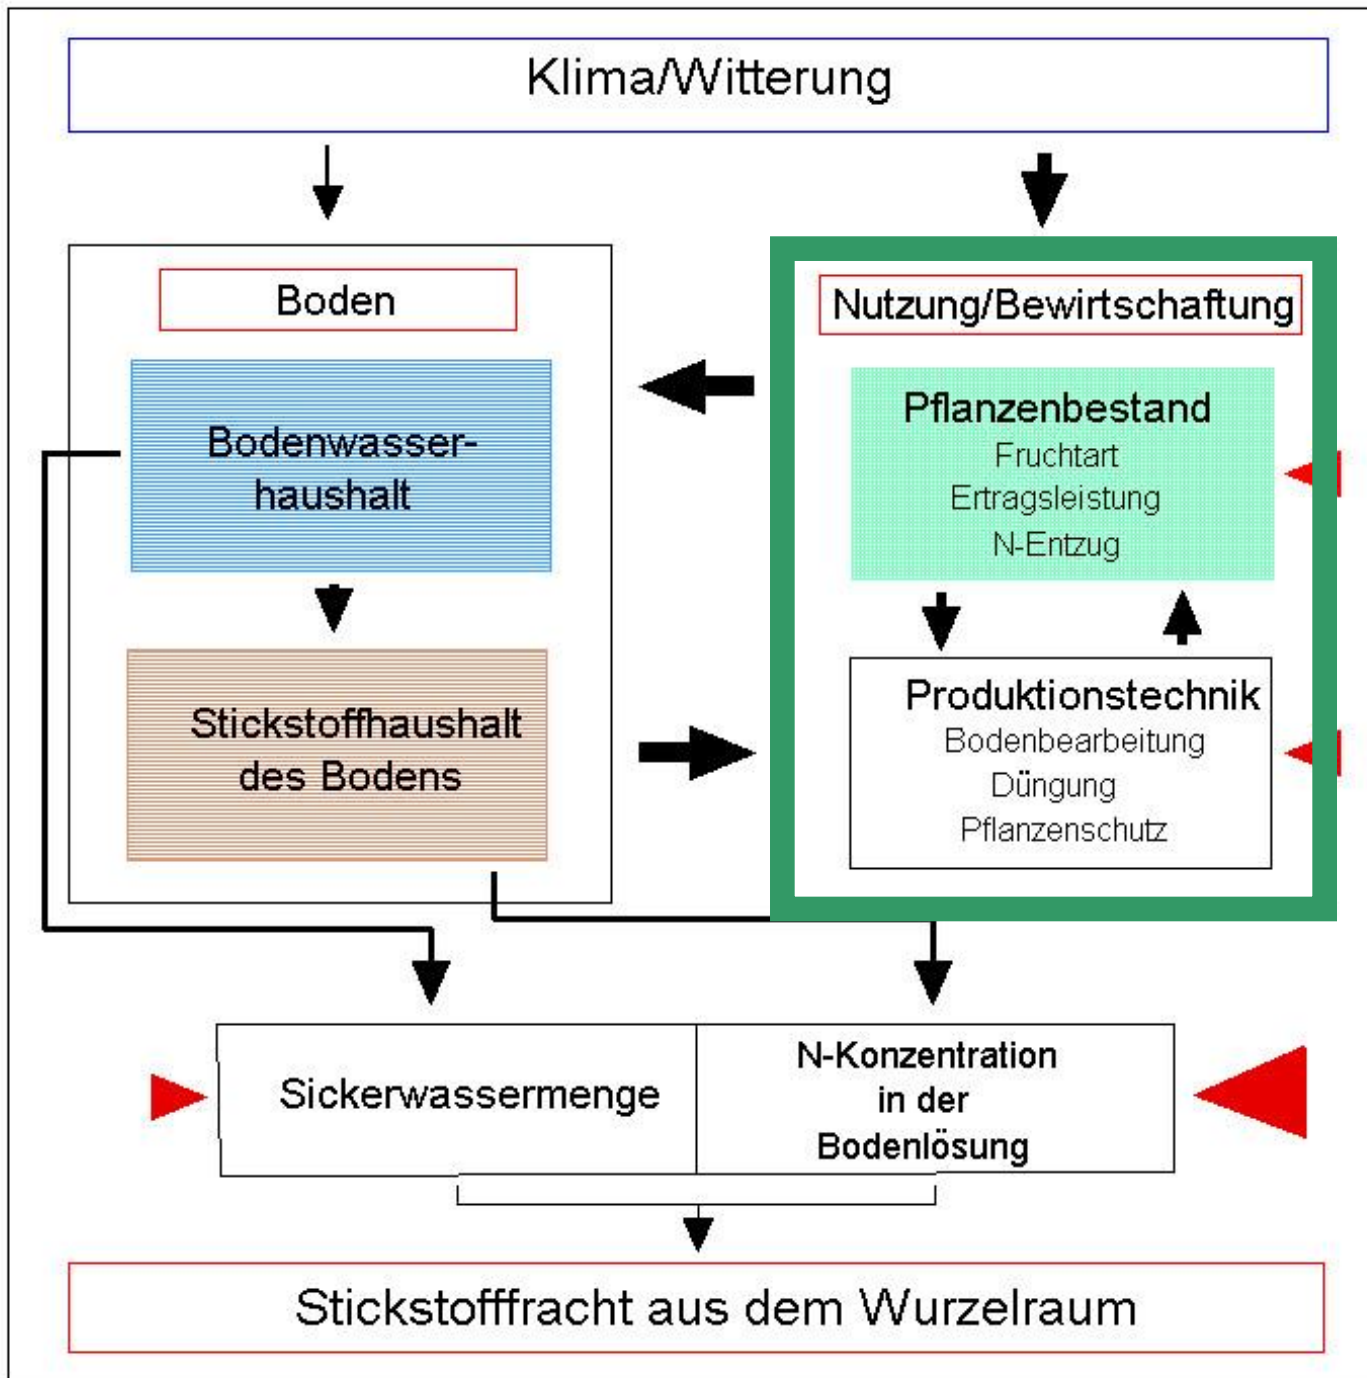 Klima/Witterung
Boden
Bodenwasser-
haushalt
Stickstoffhaushalt
des Bodens
Nutzung/Bewirtschaftung
Pflanzenbestand
Fruchtart
Ertragsleistung
N-Entzug
Produktionstechnik
Bodenbearbeitung
Düngung
Pflanzenschutz
Sickerwassermenge
N-Konzentration
in der
Bodenlösung
Stickstofffracht aus dem Wurzelraum